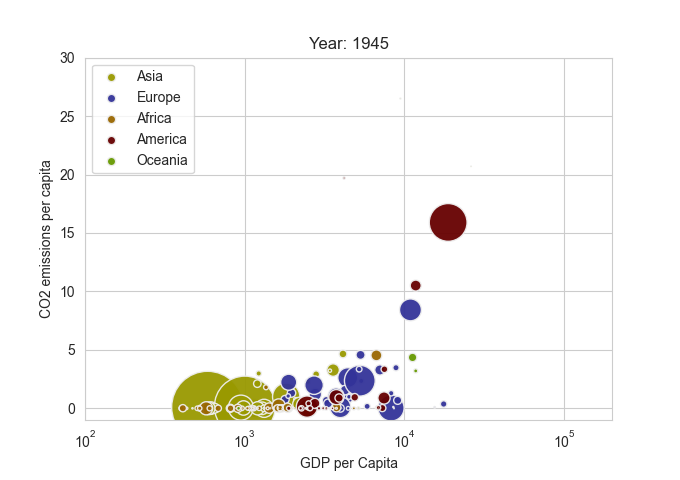 Year: 1945
30
25
20
15
10
5
0
CO2 emissions per capita
Asia
Europe
Africa
America
Oceania
10^2
10^3
10^4
10^5
GDP per Capita